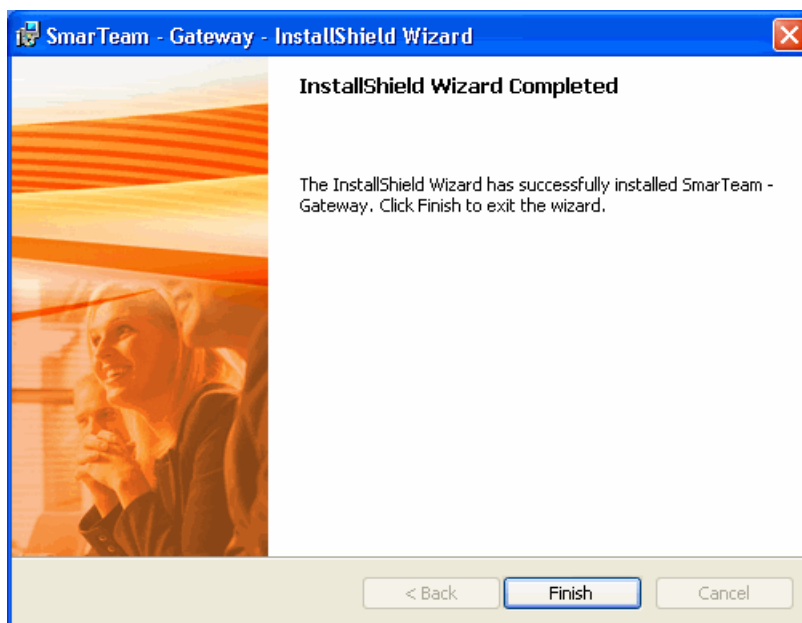 SmarTeam - Gateway - InstallShield Wizard
InstallShield Wizard Completed
The InstallShield Wizard has successfully installed SmarTeam -
Gateway. Click Finish to exit the wizard.
< Back
Finish
Cancel